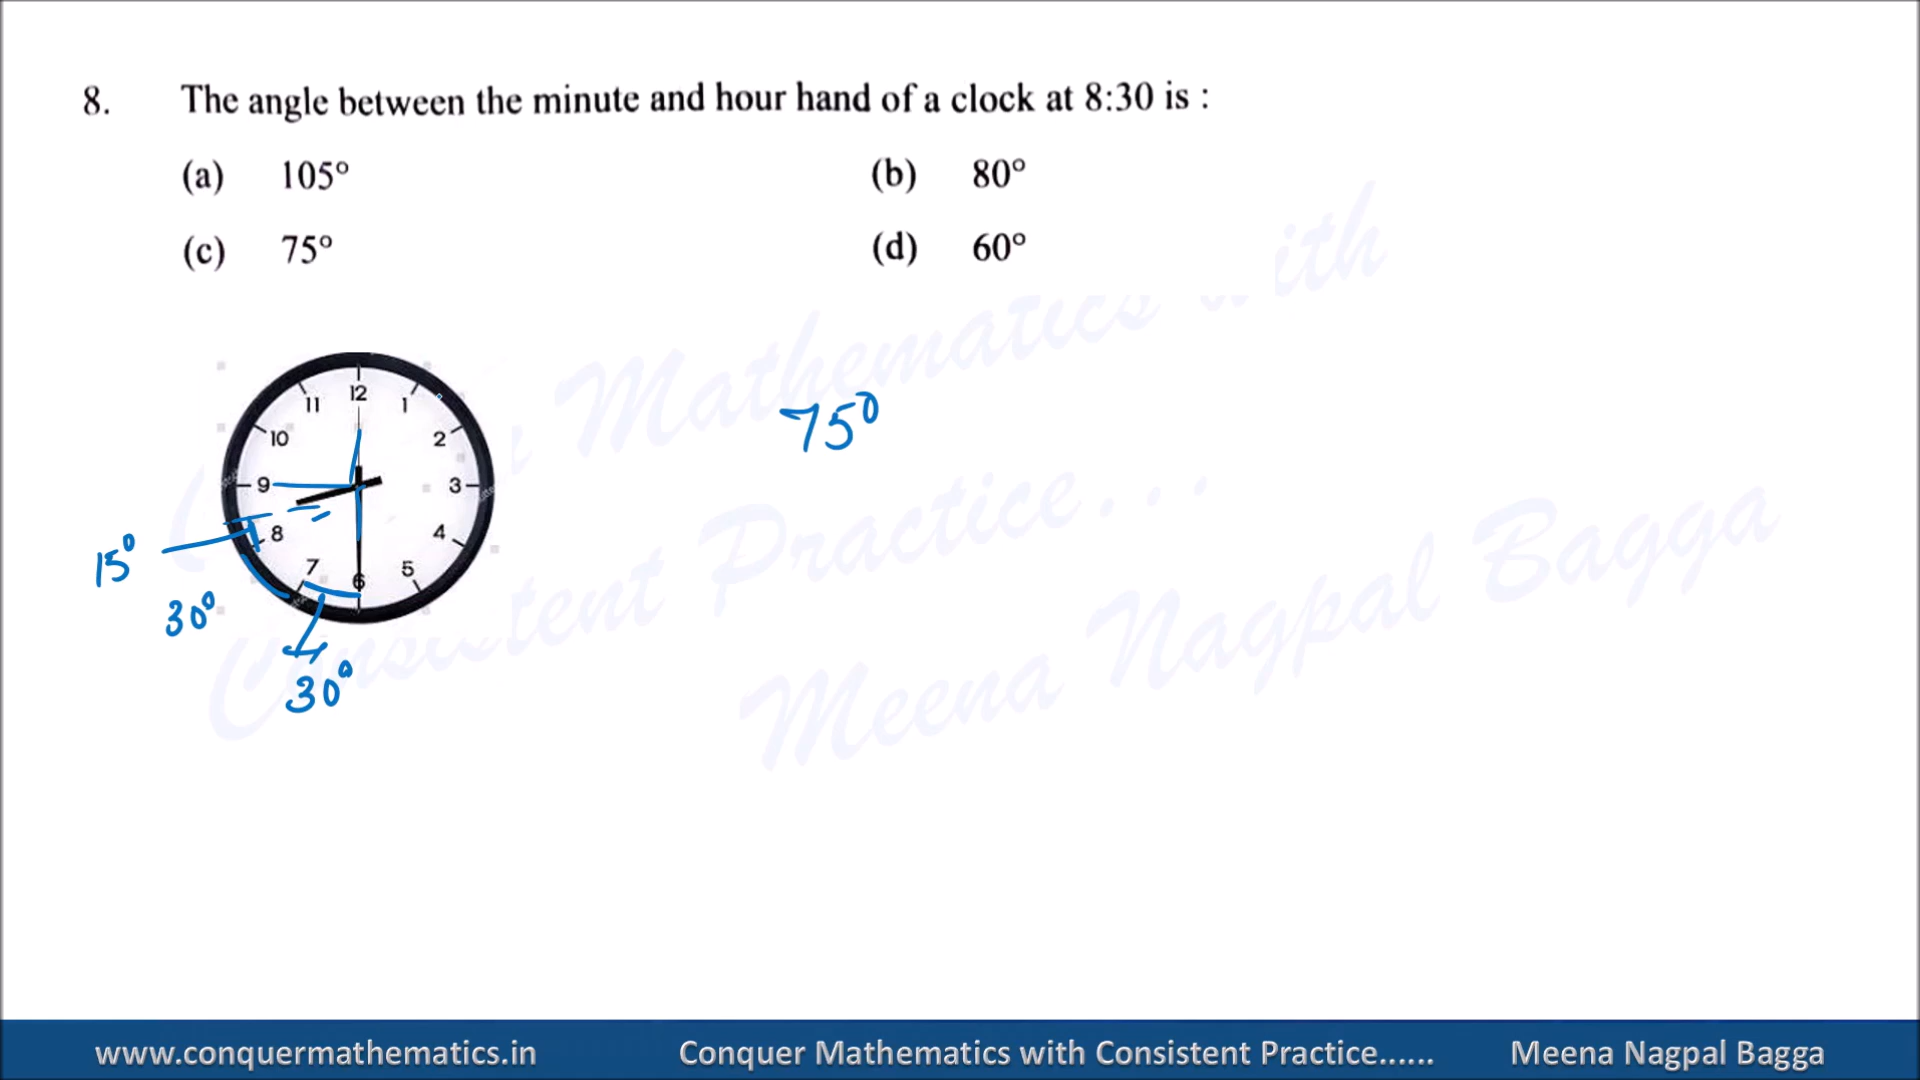 8. The angle between the minute and hour hand of a clock at 8:30 is :
(a) 105° (b) 80°
(c) 75° (d) 60°
12
11 1
10 2
9 3
8 4
7 5
6
75°
15°
30°
30°
Mathematics with
Consistent Practice...
Meena Nagpal Bagga
www.conquermathematics.in Conquer Mathematics with Consistent Practice...... Meena Nagpal Bagga